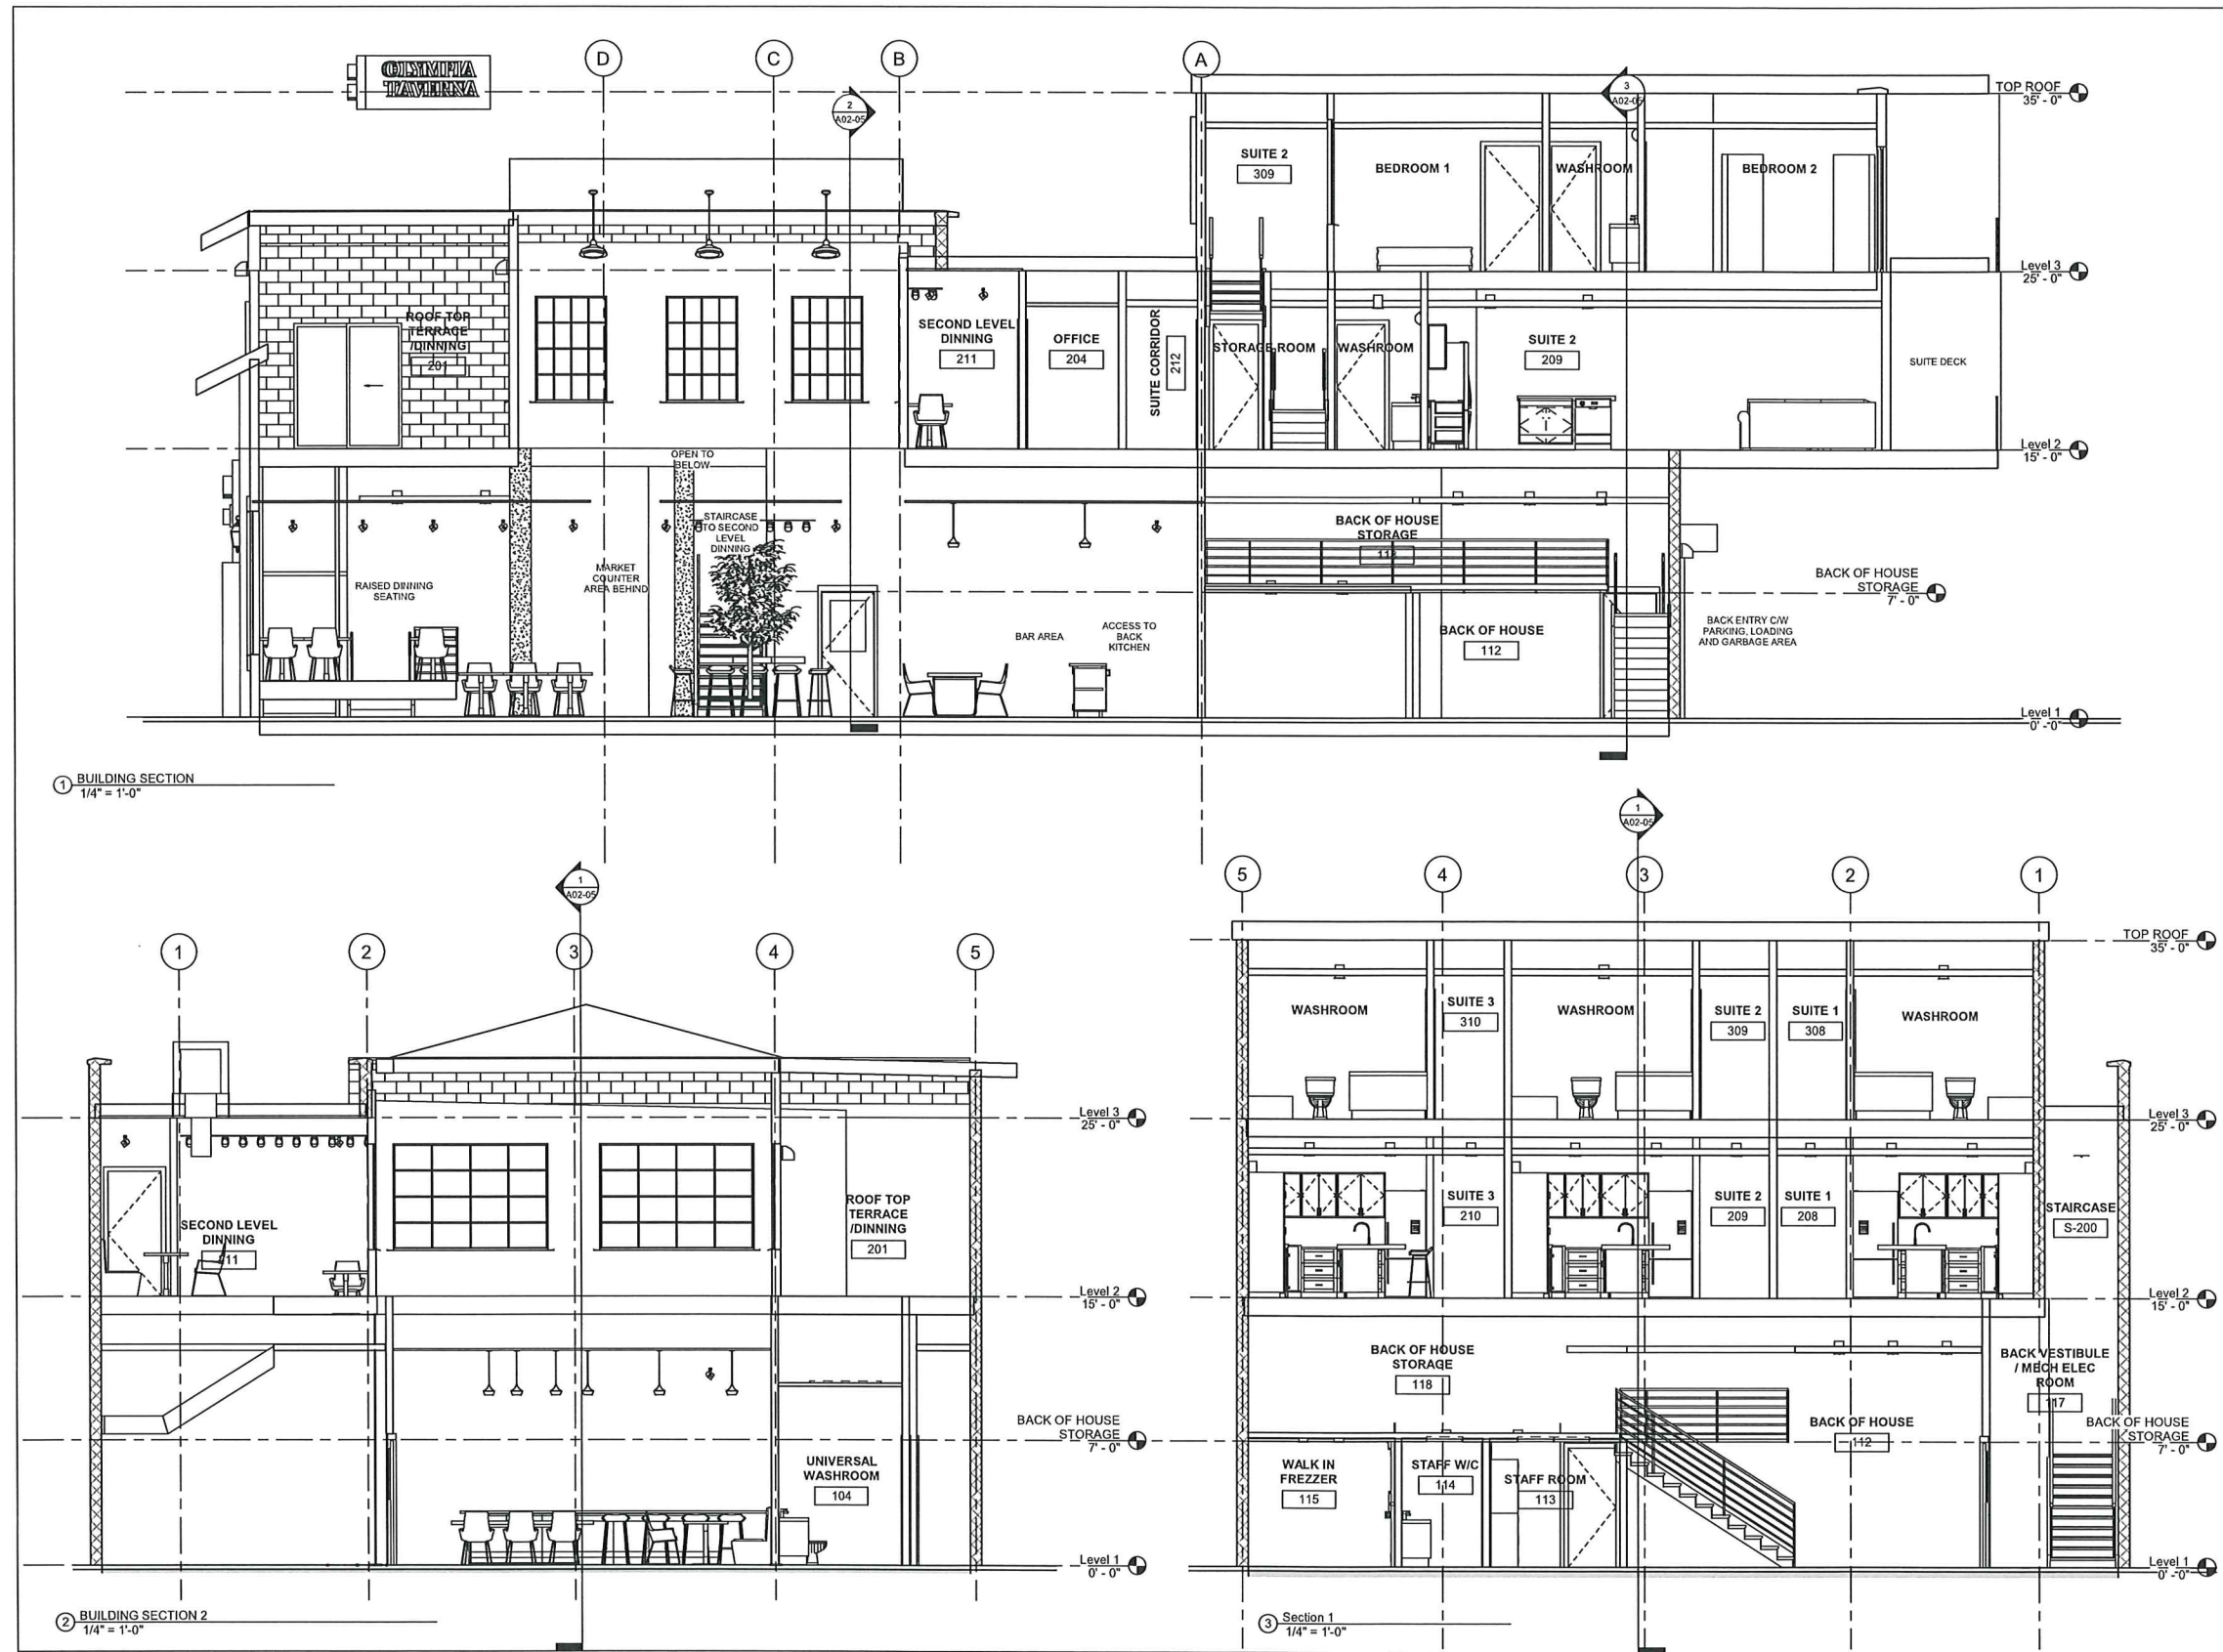 OLYMPIA
TAVERNA
D
C
B
A
2
A02-05
3
A02-05
TOP ROOF
35' - 0"
SUITE 2
309
BEDROOM 1
WASHROOM
BEDROOM 2
Level 3
25' - 0"
ROOF TOP
TERRACE
/DINNING
201
SECOND LEVEL
DINNING
211
OFFICE
204
SUITE CORRIDOR
212
STORAGE ROOM
WASHROOM
SUITE 2
209
SUITE DECK
Level 2
15' - 0"
OPEN TO
BELOW
STAIRCASE
TO SECOND
LEVEL
DINNING
MARKET
COUNTER
AREA BEHIND
RAISED DINNING
SEATING
BAR AREA
ACCESS TO
BACK
KITCHEN
BACK OF HOUSE
STORAGE
BACK OF HOUSE
112
BACK OF HOUSE
STORAGE
7' - 0"
BACK ENTRY C/W
PARKING, LOADING
AND GARBAGE AREA
Level 1
0' - 0"
1 BUILDING SECTION
1/4" = 1'-0"
1
A02-05
1
2
3
4
5
Level 3
25' - 0"
SECOND LEVEL
DINNING
ROOF TOP
TERRACE
/DINNING
201
Level 2
15' - 0"
BACK OF HOUSE
STORAGE
7' - 0"
UNIVERSAL
WASHROOM
104
Level 1
0' - 0"
2 BUILDING SECTION 2
1/4" = 1'-0"
1
A02-05
5
4
3
2
1
TOP ROOF
35' - 0"
WASHROOM
SUITE 3
310
WASHROOM
SUITE 2
309
SUITE 1
308
WASHROOM
Level 3
25' - 0"
SUITE 3
210
SUITE 2
209
SUITE 1
208
STAIRCASE
S-200
Level 2
15' - 0"
BACK OF HOUSE
STORAGE
118
BACK VESTIBULE
/ MECH ELEC
ROOM
117
BACK OF HOUSE
112
BACK OF HOUSE
STORAGE
7' - 0"
WALK IN
FREZZER
115
STAFF W/C
114
STAFF ROOM
113
Level 1
0' - 0"
3 Section 1
1/4" = 1'-0"